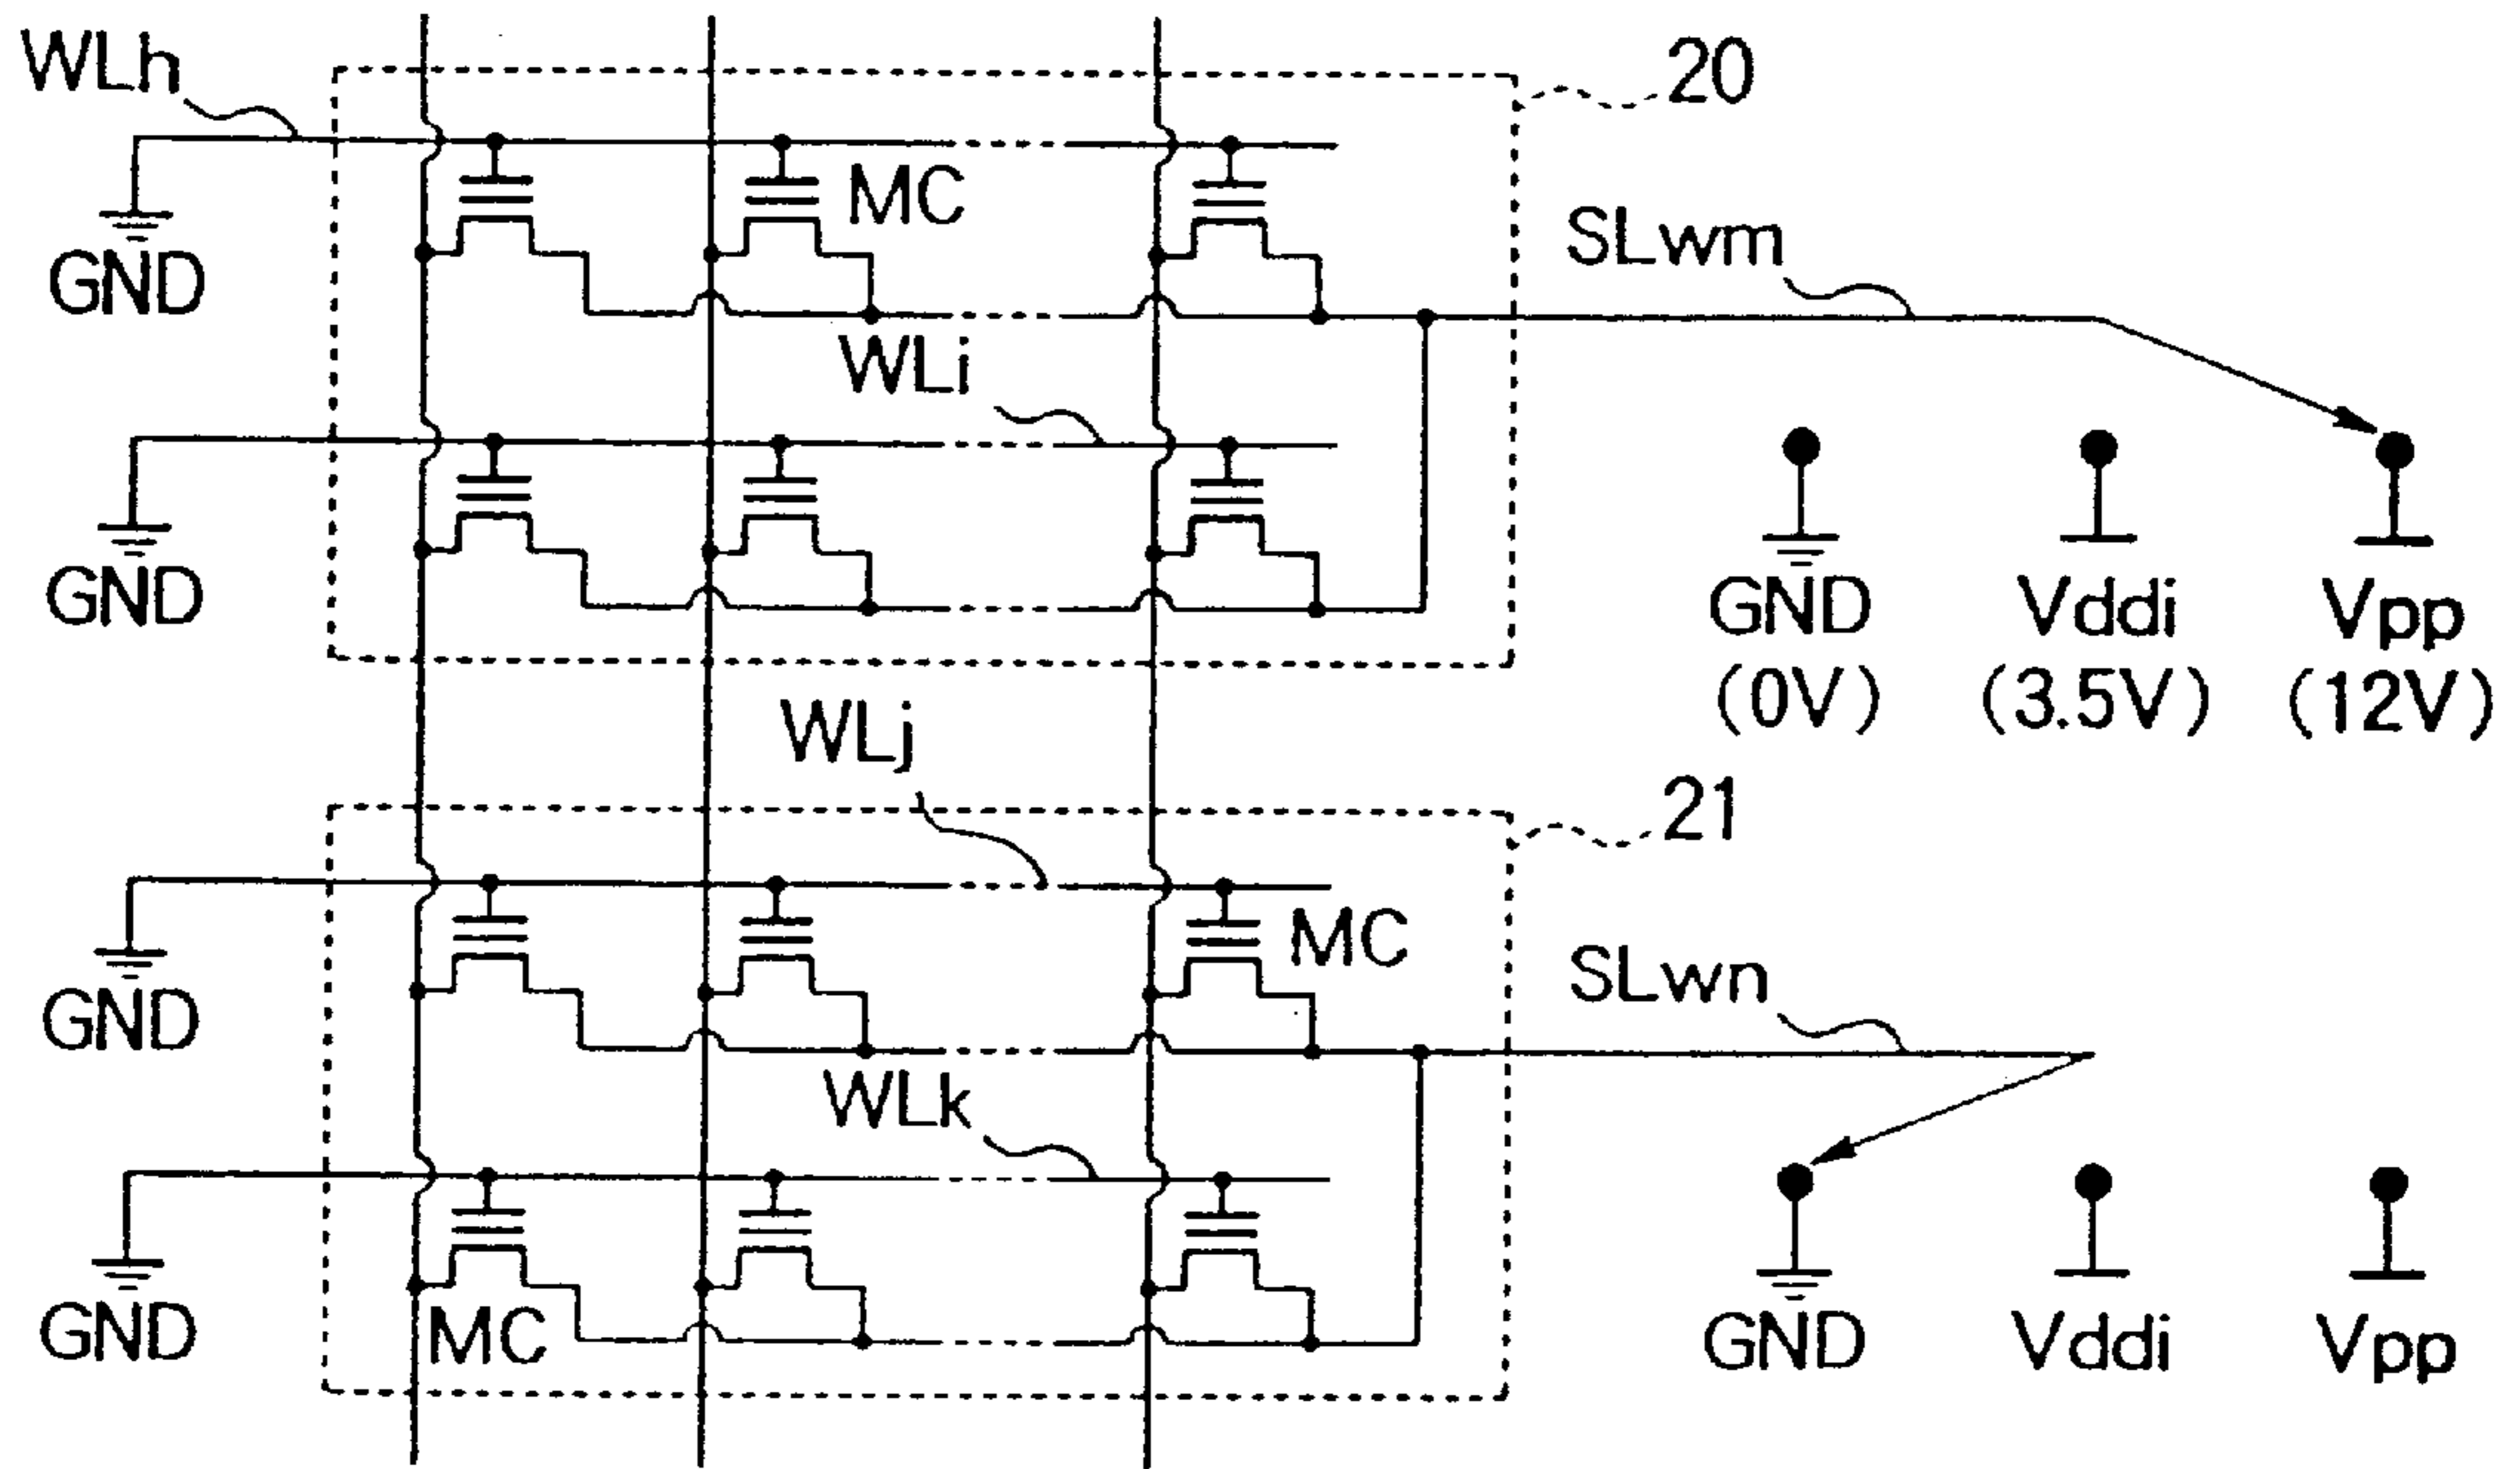 WLh
20
MC
GND
SLwm
WLi
GND
GND
Vddi
Vpp
(0V)
(3.5V)
(12V)
WLj
21
MC
GND
SLwn
WLk
GND
MC
GND
Vddi
Vpp